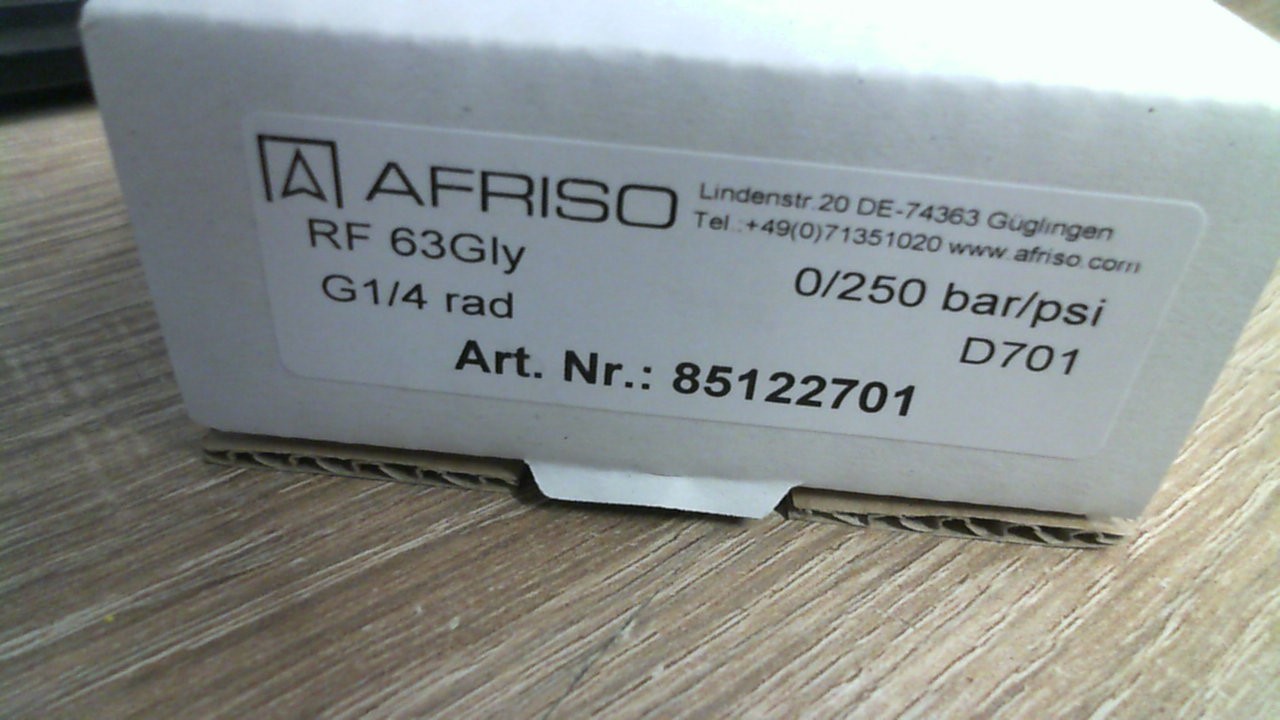 AFRISO
Lindenstr.20 DE-74363 Güglingen
Tel.:+49(0)71351020 www.afriso.com
RF 63Gly
0/250 bar/psi
G1/4 rad
D701
Art. Nr.: 85122701